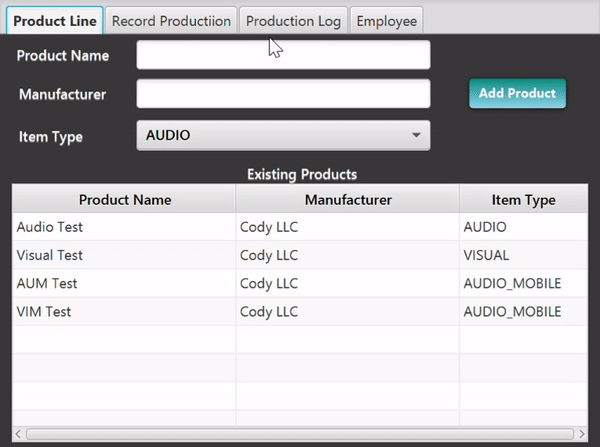 Product Line Record Productiion Production Log Employee
Product Name
Manufacturer Add Product
Item Type AUDIO
Existing Products
Product Name Manufacturer Item Type
Audio Test Cody LLC AUDIO
Visual Test Cody LLC VISUAL
AUM Test Cody LLC AUDIO_MOBILE
VIM Test Cody LLC AUDIO_MOBILE